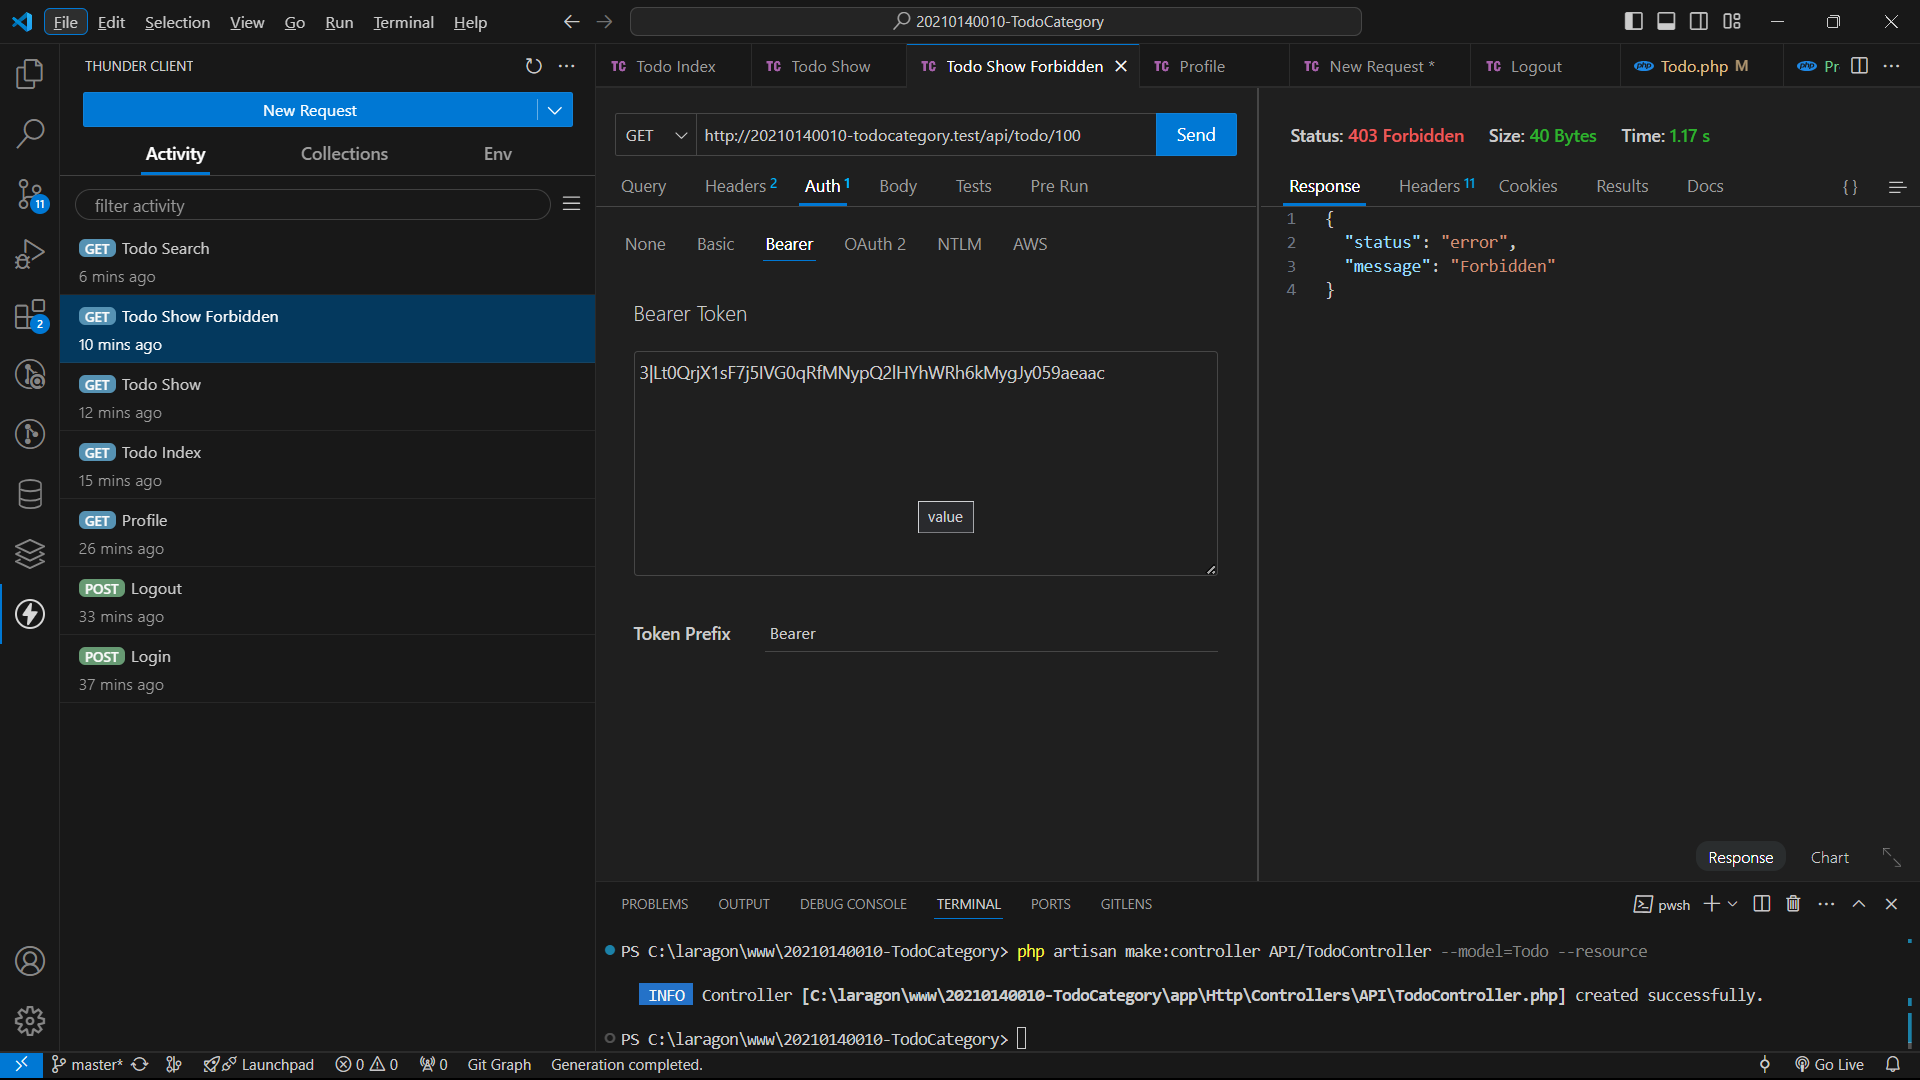 File Edit Selection View Go Run Terminal Help
20210140010-TodoCategory
THUNDER CLIENT
New Request
Activity Collections Env
filter activity
GET Todo Search
6 mins ago
GET Todo Show Forbidden
10 mins ago
GET Todo Show
12 mins ago
GET Todo Index
15 mins ago
GET Profile
26 mins ago
POST Logout
33 mins ago
POST Login
37 mins ago
11
2
TC Todo Index TC Todo Show TC Todo Show Forbidden TC Profile TC New Request * TC Logout php Todo.php M php Pr
GET http://20210140010-todocategory.test/api/todo/100 Send
Query Headers 2 Auth 1 Body Tests Pre Run
None Basic Bearer OAuth 2 NTLM AWS
Bearer Token
3|Lt0QrjX1sF7j5IVG0qRfMNypQ2lHYhWRh6kMygJy059aeaac
value
Token Prefix Bearer
Status: 403 Forbidden Size: 40 Bytes Time: 1.17 s
Response Headers 11 Cookies Results Docs { }
1 {
2 "status": "error",
3 "message": "Forbidden"
4 }
Response Chart
PROBLEMS OUTPUT DEBUG CONSOLE TERMINAL PORTS GITLENS
pwsh
PS C:\laragon\www\20210140010-TodoCategory> php artisan make:controller API/TodoController --model=Todo --resource
INFO Controller [C:\laragon\www\20210140010-TodoCategory\app\Http\Controllers\API\TodoController.php] created successfully.
PS C:\laragon\www\20210140010-TodoCategory>
master* Launchpad 0 0 0 Git Graph Generation completed. Go Live